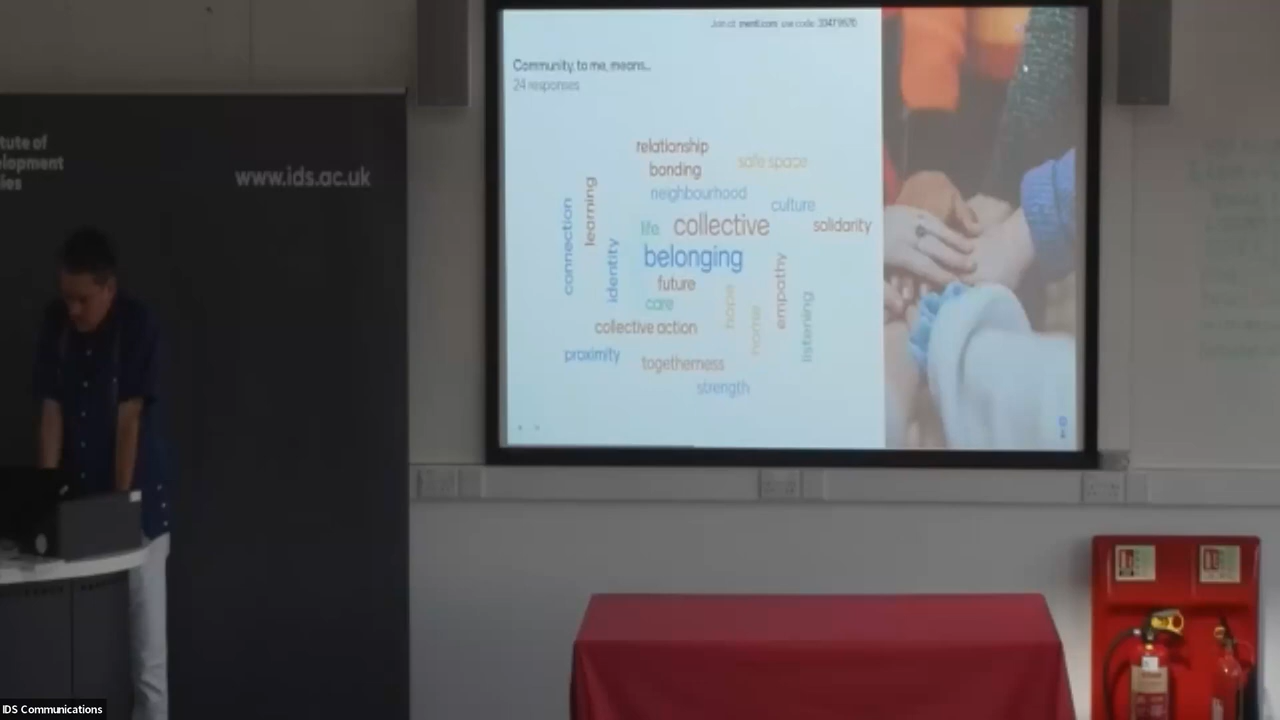 Join at menti.com use code 3347 9976
Community, to me, means...
24 responses
relationship
bonding
safe space
neighbourhood
culture
learning
connection
life
collective
solidarity
identity
belonging
future
care
hope
home
empathy
listening
collective action
proximity
togetherness
strength
tute of
elopment
ies
www.ids.ac.uk
IDS Communications